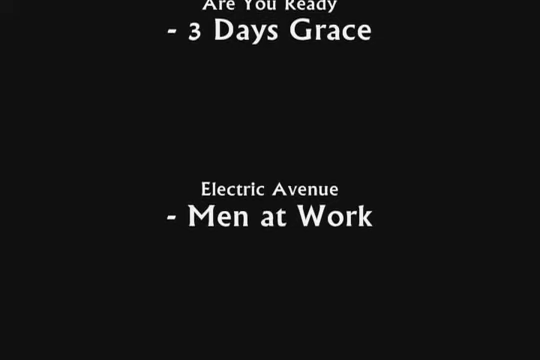 Are You Ready
- 3 Days Grace
Electric Avenue
- Men at Work